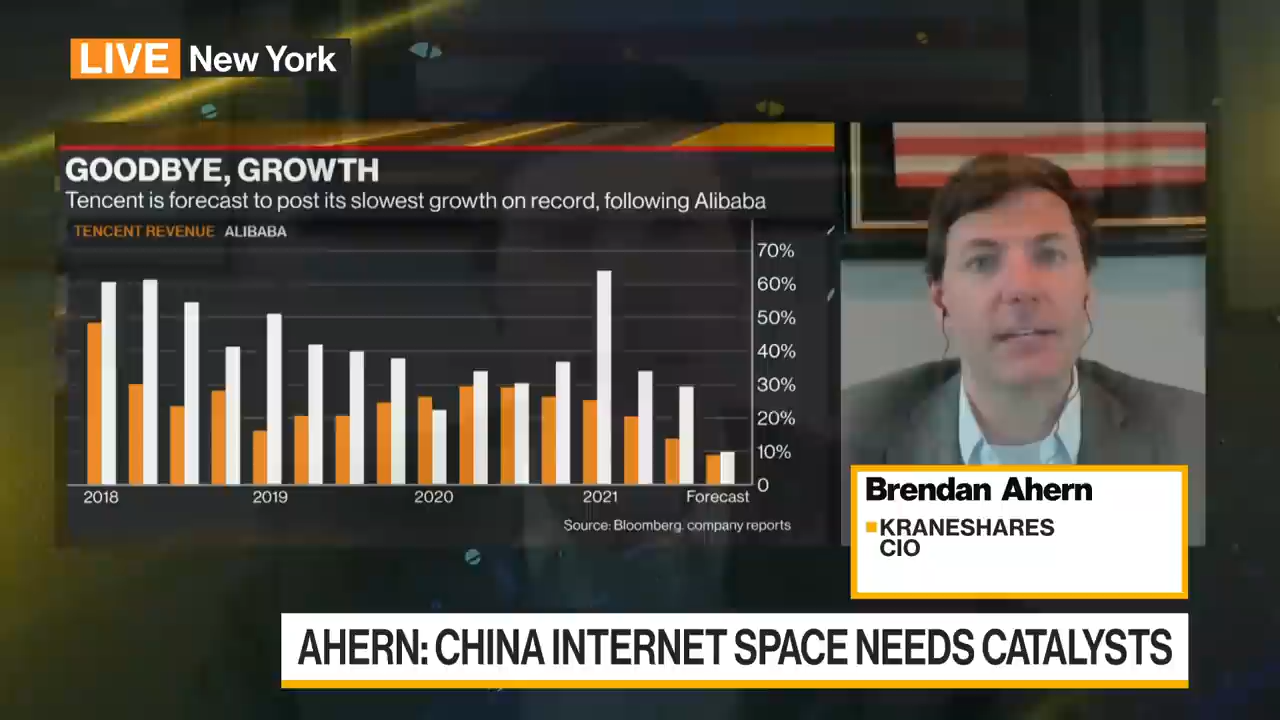 LIVE New York
GOODBYE, GROWTH
Tencent is forecast to post its slowest growth on record, following Alibaba
TENCENT REVENUE ALIBABA
70%
60%
50%
40%
30%
20%
10%
0
2018 2019 2020 2021 Forecast
Source: Bloomberg, company reports
Brendan Ahern
KRANESHARES
CIO
AHERN: CHINA INTERNET SPACE NEEDS CATALYSTS